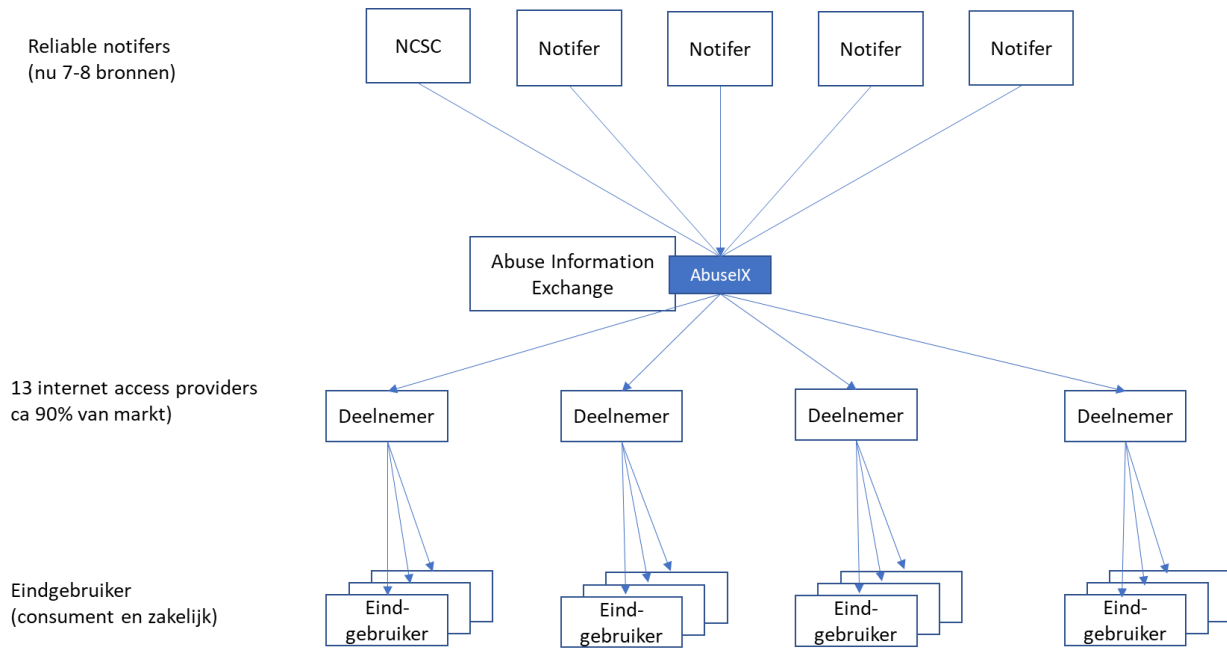 Reliable notifers
(nu 7-8 bronnen)
NCSC
Notifer
Notifer
Notifer
Notifer
Abuse Information
Exchange
AbuseIX
13 internet access providers
ca 90% van markt)
Deelnemer
Deelnemer
Deelnemer
Deelnemer
Eindgebruiker
(consument en zakelijk)
Eind-
gebruiker
Eind-
gebruiker
Eind-
gebruiker
Eind-
gebruiker